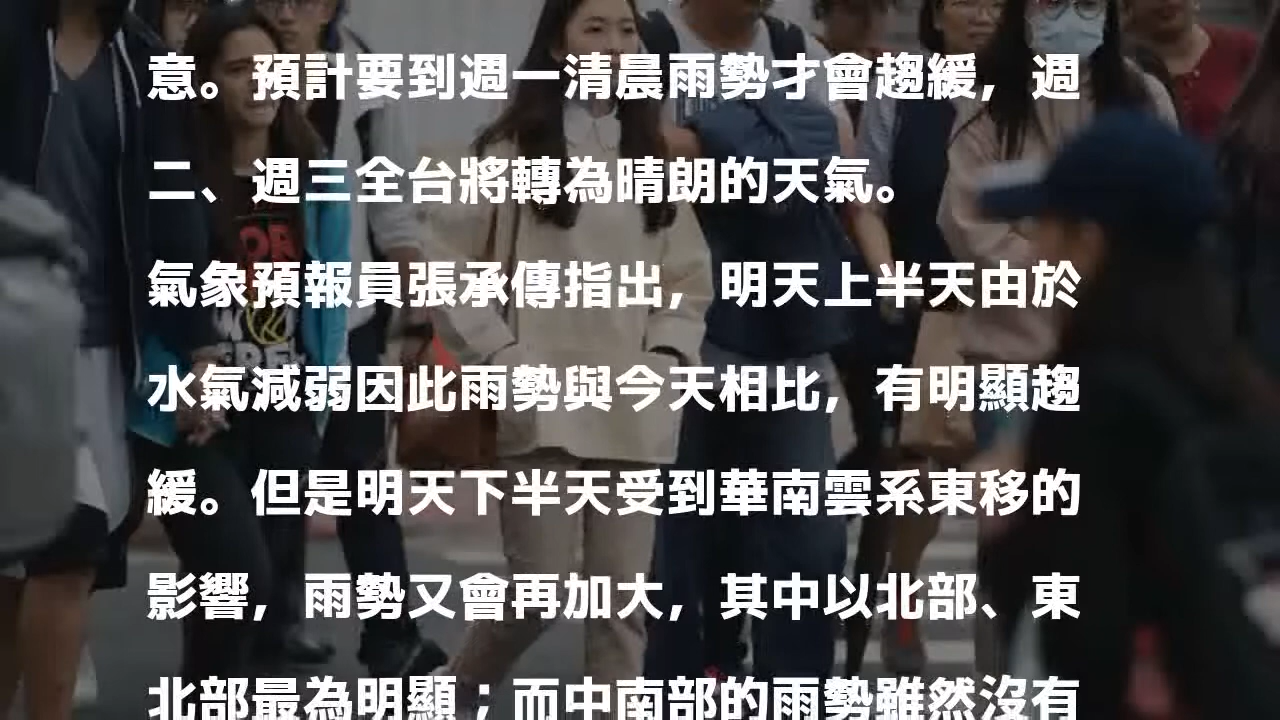 意。預計要到週一清晨雨勢才會趨緩，週
二、週三全台將轉為晴朗的天氣。
氣象預報員張承傳指出，明天上半天由於
水氣減弱因此雨勢與今天相比，有明顯趨
緩。但是明天下半天受到華南雲系東移的
影響，雨勢又會再加大，其中以北部、東
北部最為明顯；而中南部的雨勢雖然沒有